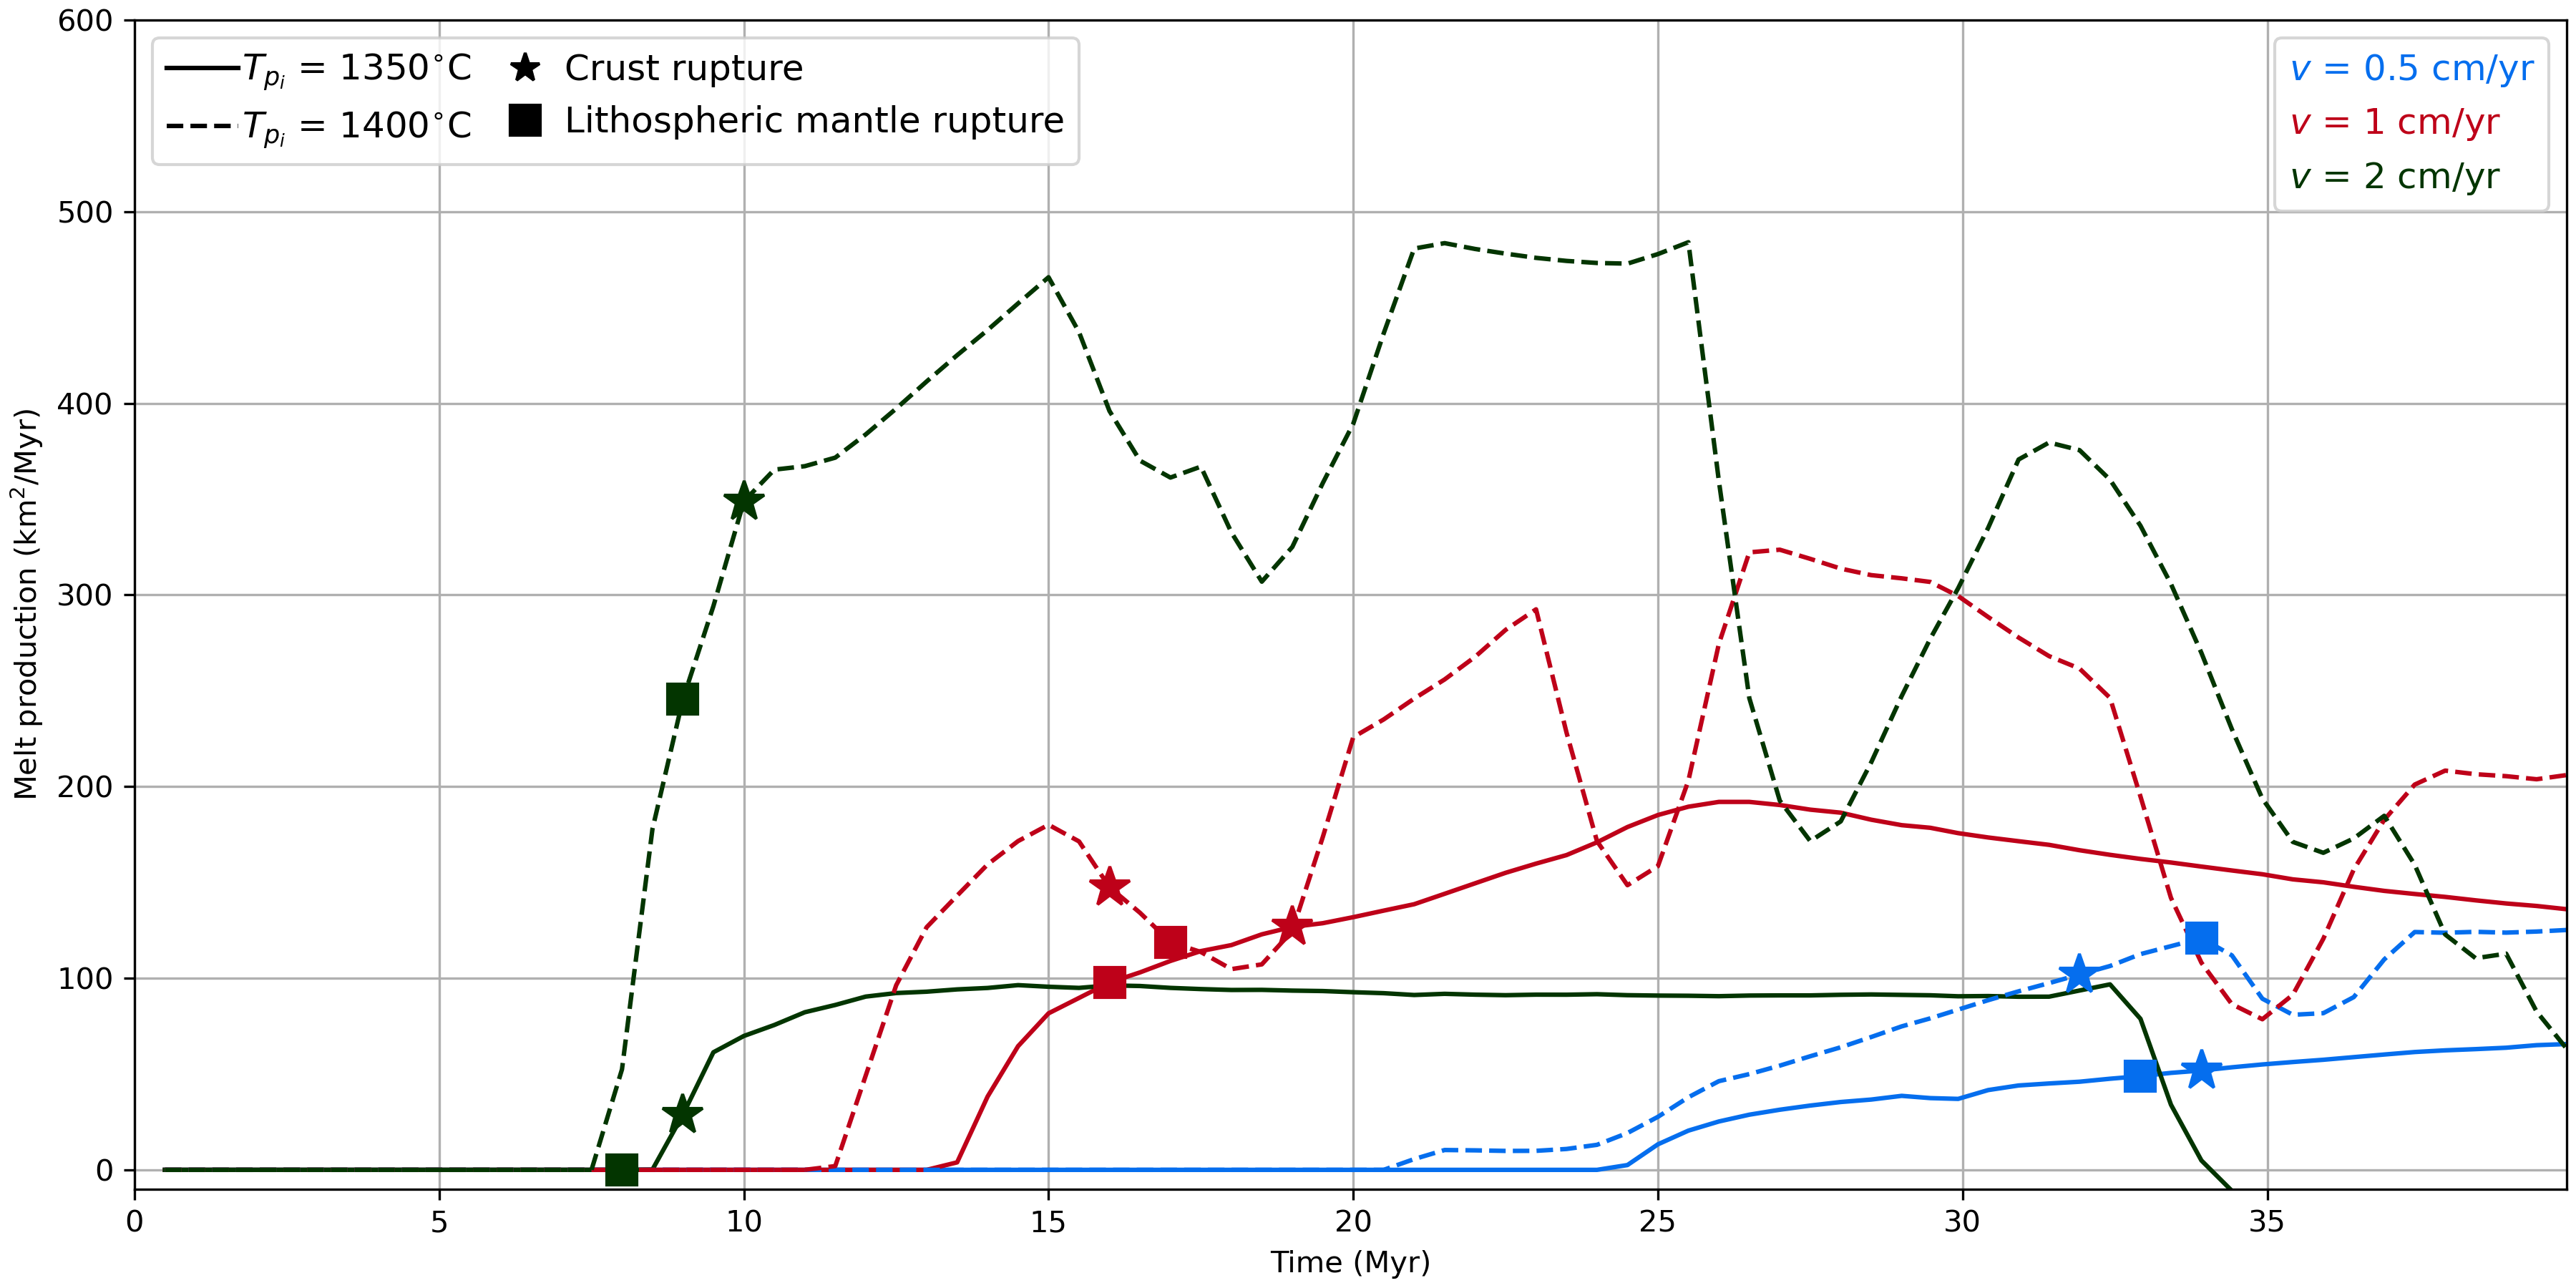 600
500
400
300
200
100
0
Melt production (km²/Myr)
T_{p_i} = 1350°C
T_{p_i} = 1400°C
Crust rupture
Lithospheric mantle rupture
v = 0.5 cm/yr
v = 1 cm/yr
v = 2 cm/yr
0 5 10 15 20 25 30 35
Time (Myr)